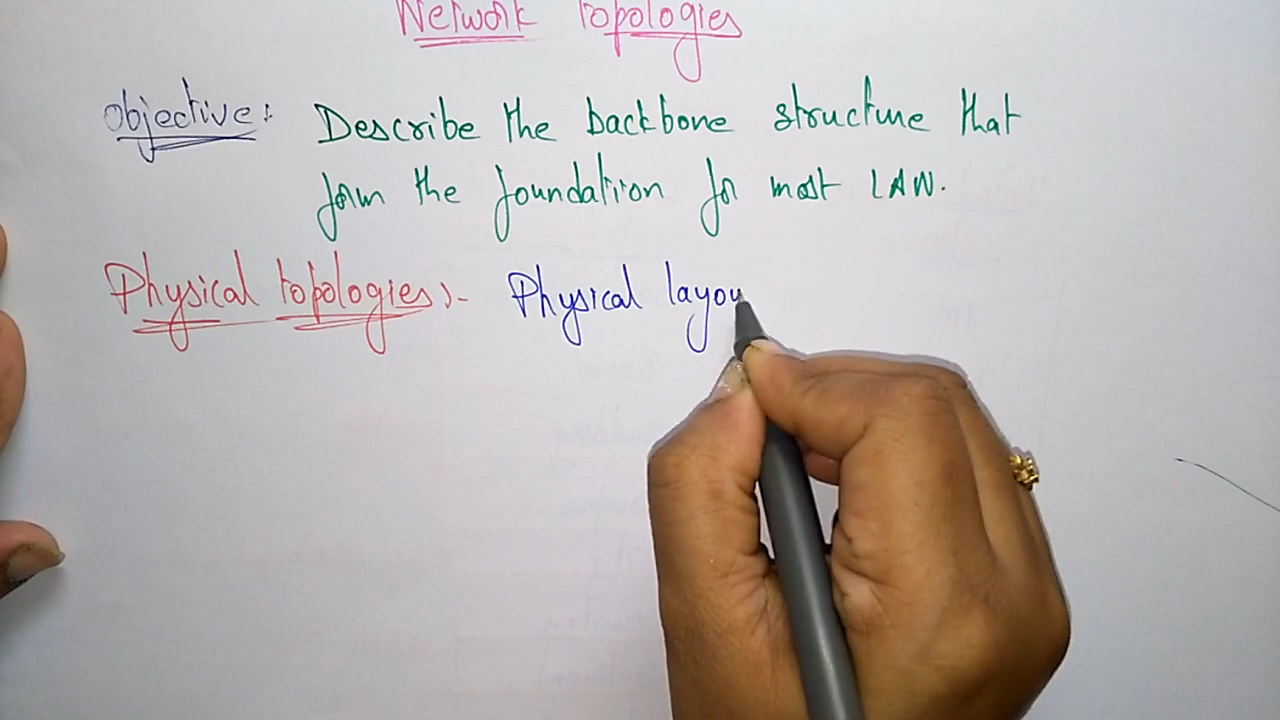 Network topologies
Objective: Describe the backbone structure that
form the foundation for most LAN.
Physical topologies:- Physical layou